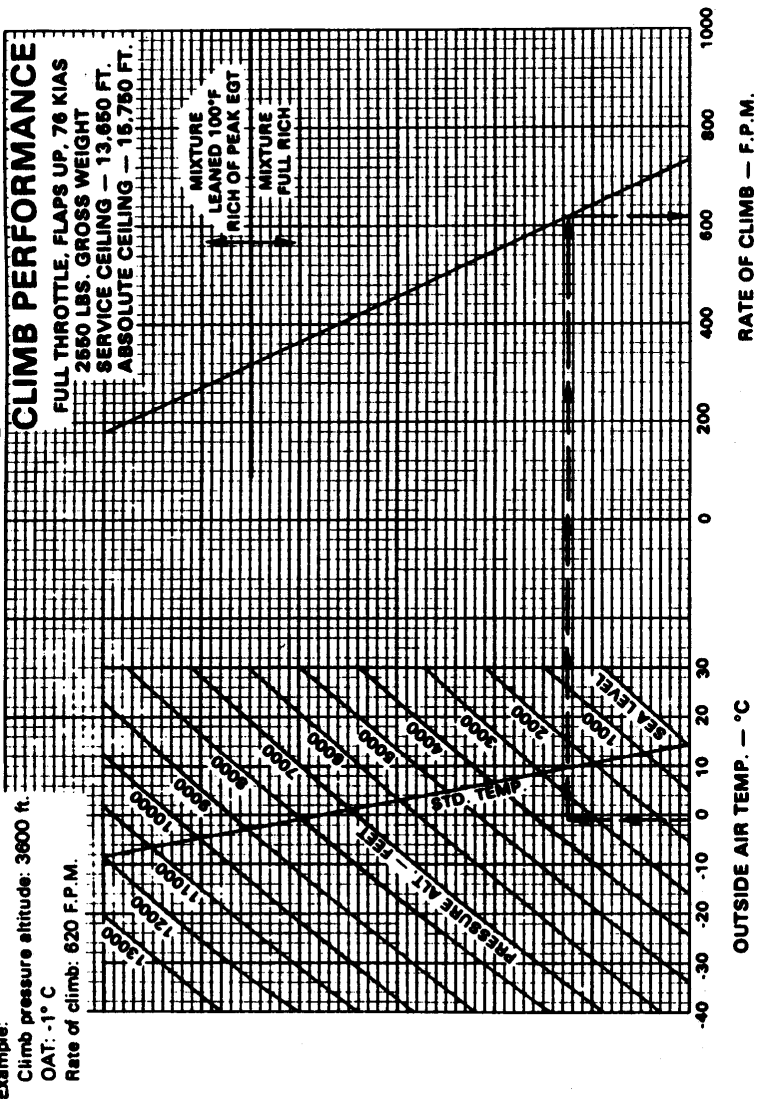 Example:
Climb pressure altitude: 3600 ft.
OAT: -1° C
Rate of climb: 620 F.P.M.
CLIMB PERFORMANCE
FULL THROTTLE, FLAPS UP, 76 KIAS
2550 LBS. GROSS WEIGHT
SERVICE CEILING — 13,650 FT.
ABSOLUTE CEILING — 15,750 FT.
MIXTURE
LEANED 100°F
RICH OF PEAK EGT
MIXTURE
FULL RICH
13000
12000
11000
10000
9000
8000
7000
6000
5000
4000
3000
2000
1000
SEA LEVEL
STD. TEMP
PRESSURE ALT. — FEET
-40 -30 -20 -10 0 10 20 30
OUTSIDE AIR TEMP. — °C
0 200 400 600 800 1000
RATE OF CLIMB — F.P.M.